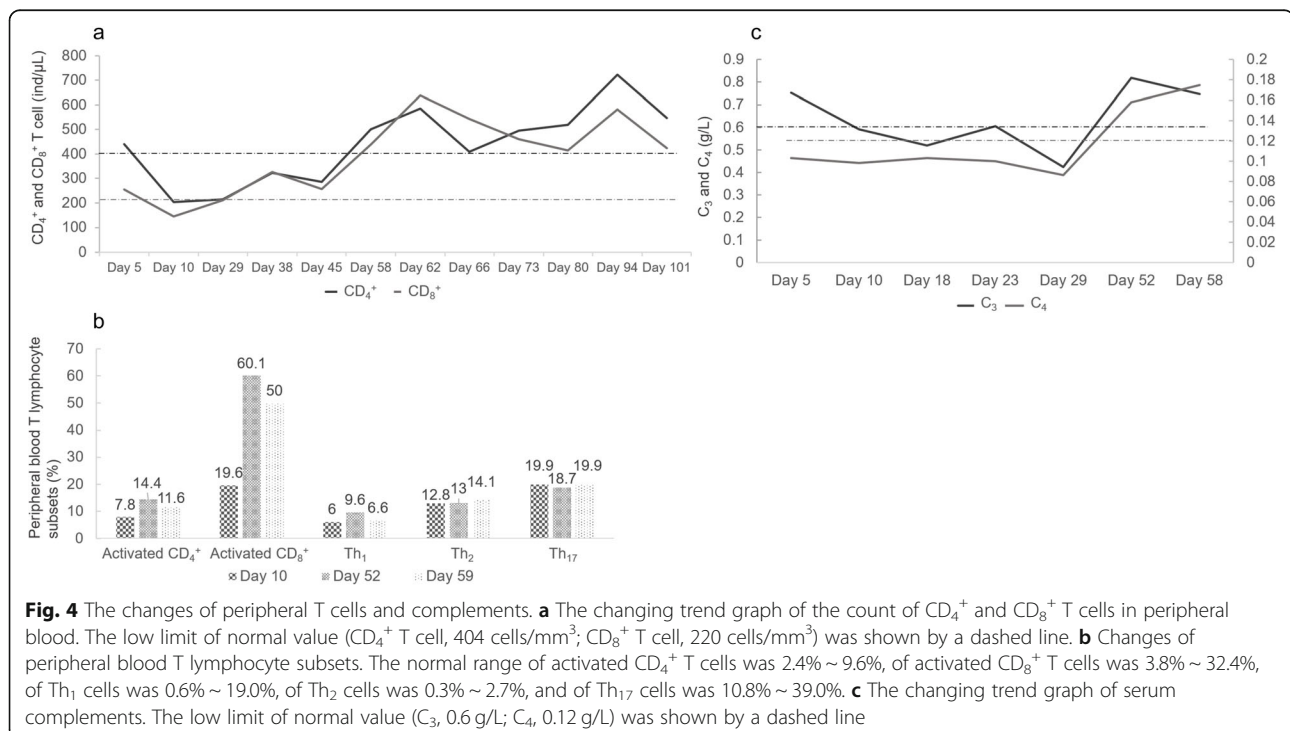 a
CD₄⁺ and CD₈⁺ T cell (ind/µL)
800
700
600
500
400
300
200
100
0
Day 5 Day 10 Day 29 Day 38 Day 45 Day 58 Day 62 Day 66 Day 73 Day 80 Day 94 Day 101
CD₄⁺ CD₈⁺
c
C₃ and C₄ (g/L)
0.9
0.8
0.7
0.6
0.5
0.4
0.3
0.2
0.1
0
0.2
0.18
0.16
0.14
0.12
0.1
0.08
0.06
0.04
0.02
0
Day 5 Day 10 Day 18 Day 23 Day 29 Day 52 Day 58
C₃ C₄
b
Peripheral blood T lymphocyte
subsets (%)
70
60
50
40
30
20
10
0
7.8 14.4 11.6
19.6 60.1 50
6 9.6 6.6
12.8 13 14.1
19.9 18.7 19.9
Activated CD₄⁺ Activated CD₈⁺ Th₁ Th₂ Th₁₇
Day 10 Day 52 Day 59
Fig. 4 The changes of peripheral T cells and complements. a The changing trend graph of the count of CD₄⁺ and CD₈⁺ T cells in peripheral
blood. The low limit of normal value (CD₄⁺ T cell, 404 cells/mm³; CD₈⁺ T cell, 220 cells/mm³) was shown by a dashed line. b Changes of
peripheral blood T lymphocyte subsets. The normal range of activated CD₄⁺ T cells was 2.4% ~ 9.6%, of activated CD₈⁺ T cells was 3.8% ~ 32.4%,
of Th₁ cells was 0.6% ~ 19.0%, of Th₂ cells was 0.3% ~ 2.7%, and of Th₁₇ cells was 10.8% ~ 39.0%. c The changing trend graph of serum
complements. The low limit of normal value (C₃, 0.6 g/L; C₄, 0.12 g/L) was shown by a dashed line